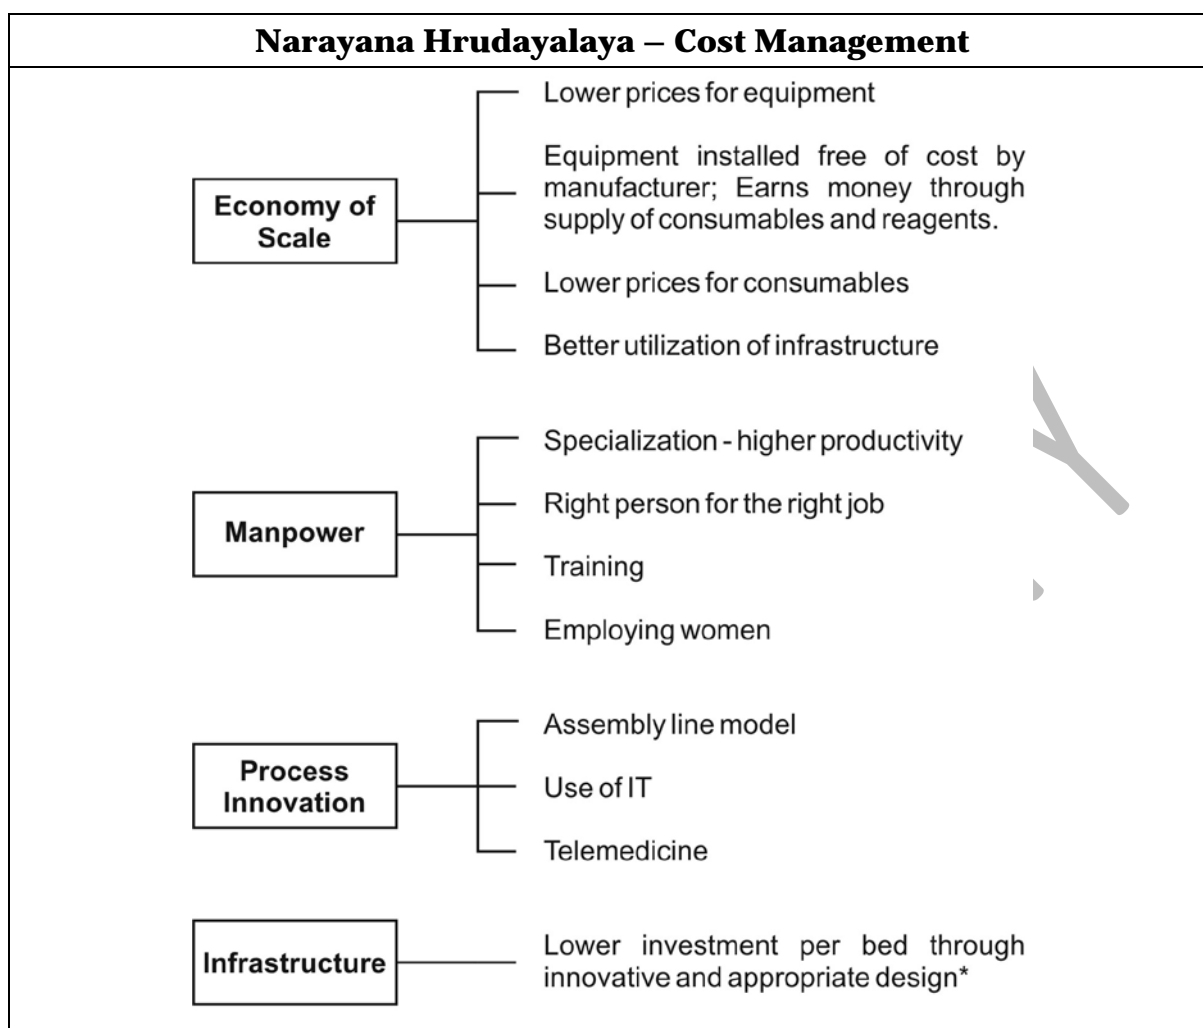 Narayana Hrudayalaya – Cost Management
Economy of
Scale
Lower prices for equipment
Equipment installed free of cost by
manufacturer; Earns money through
supply of consumables and reagents.
Lower prices for consumables
Better utilization of infrastructure
Manpower
Specialization - higher productivity
Right person for the right job
Training
Employing women
Process
Innovation
Assembly line model
Use of IT
Telemedicine
Infrastructure
Lower investment per bed through
innovative and appropriate design*